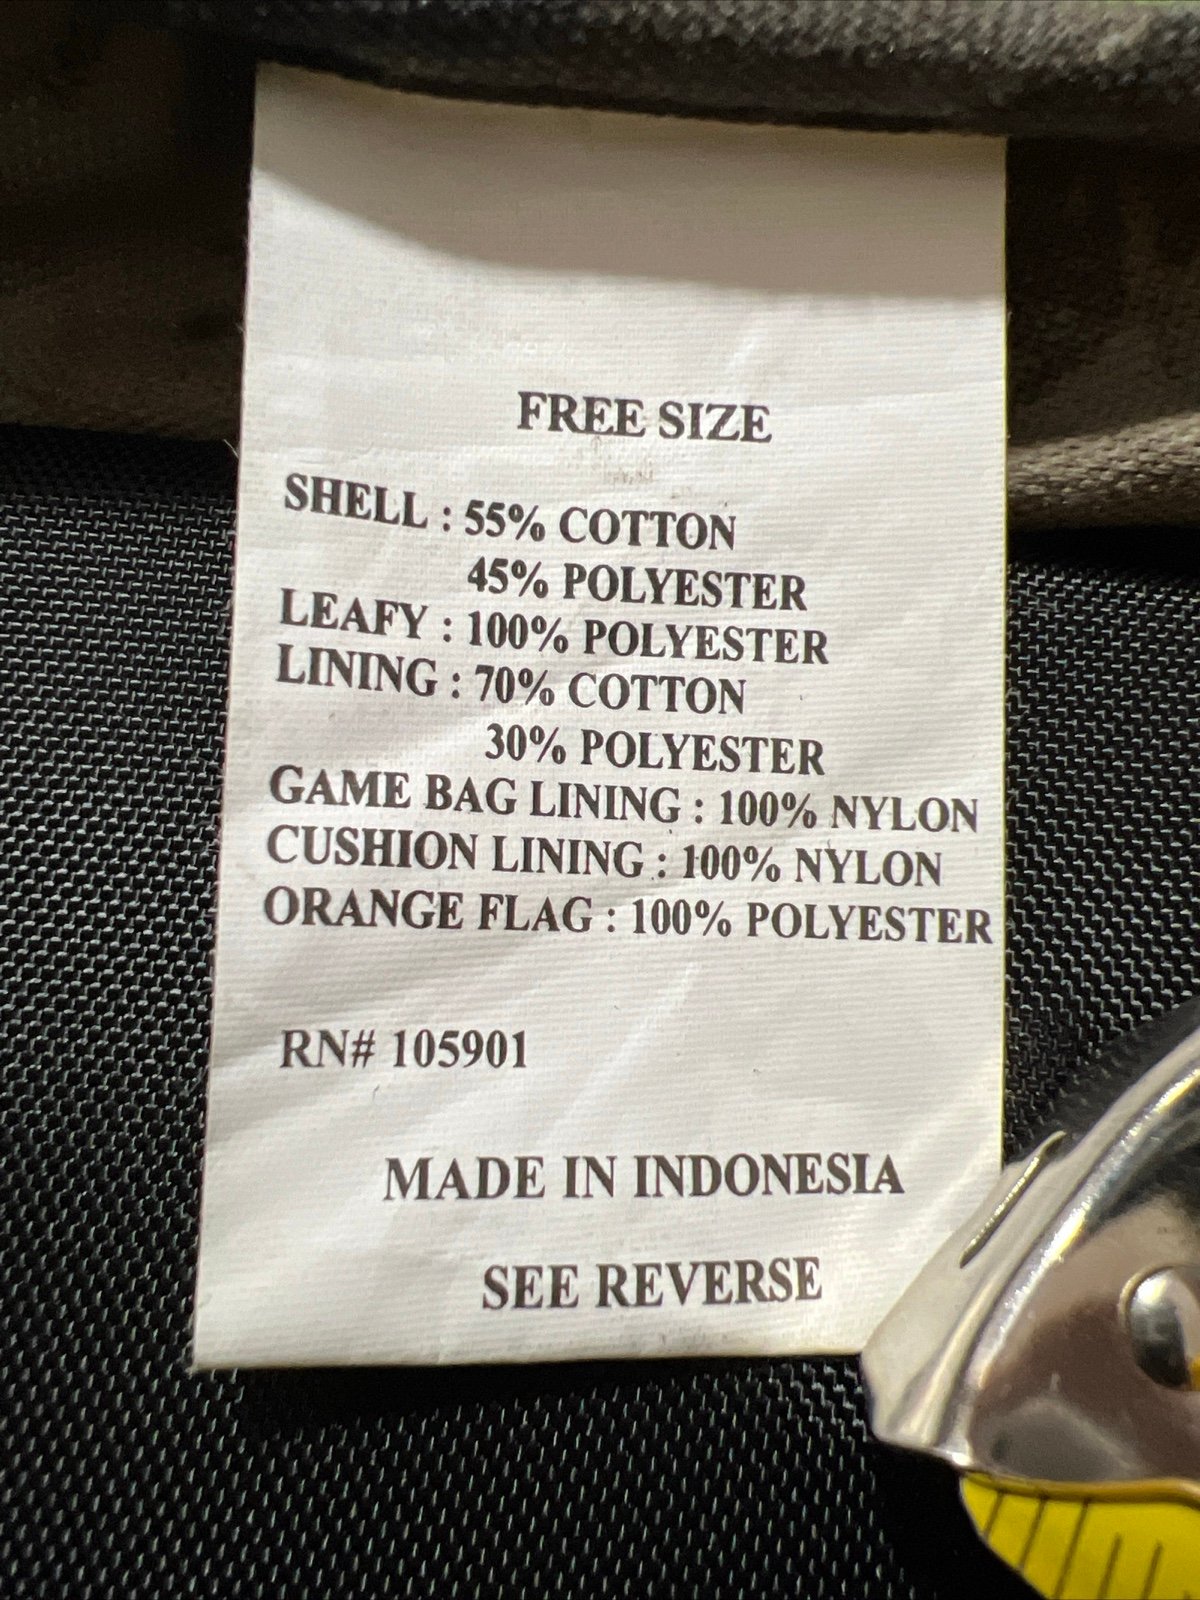 FREE SIZE
SHELL : 55% COTTON
45% POLYESTER
LEAFY : 100% POLYESTER
LINING : 70% COTTON
30% POLYESTER
GAME BAG LINING : 100% NYLON
CUSHION LINING : 100% NYLON
ORANGE FLAG : 100% POLYESTER
RN# 105901
MADE IN INDONESIA
SEE REVERSE